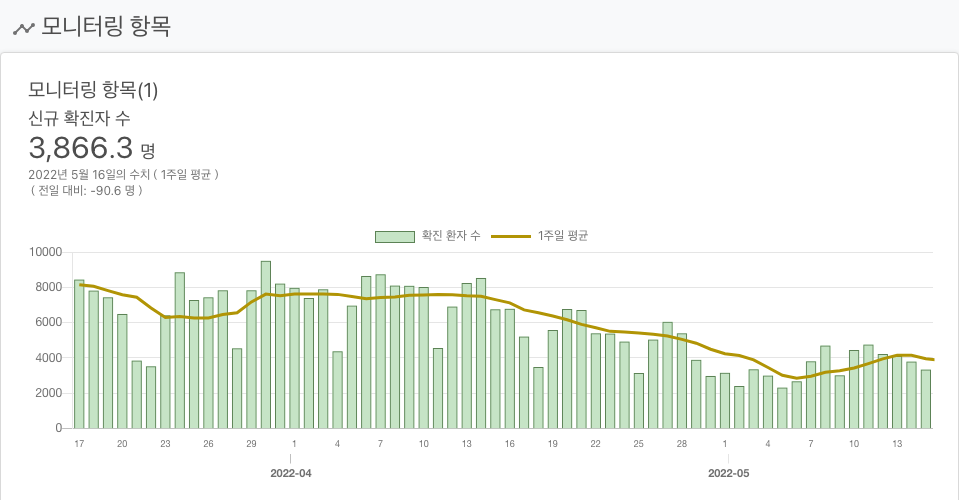 모니터링 항목
모니터링 항목(1)
신규 확진자 수
3,866.3 명
2022년 5월 16일의 수치 ( 1주일 평균 )
( 전일 대비: -90.6 명 )
확진 환자 수 1주일 평균
10000
8000
6000
4000
2000
0
17 20 23 26 29 1 4 7 10 13 16 19 22 25 28 1 4 7 10 13
2022-04 2022-05